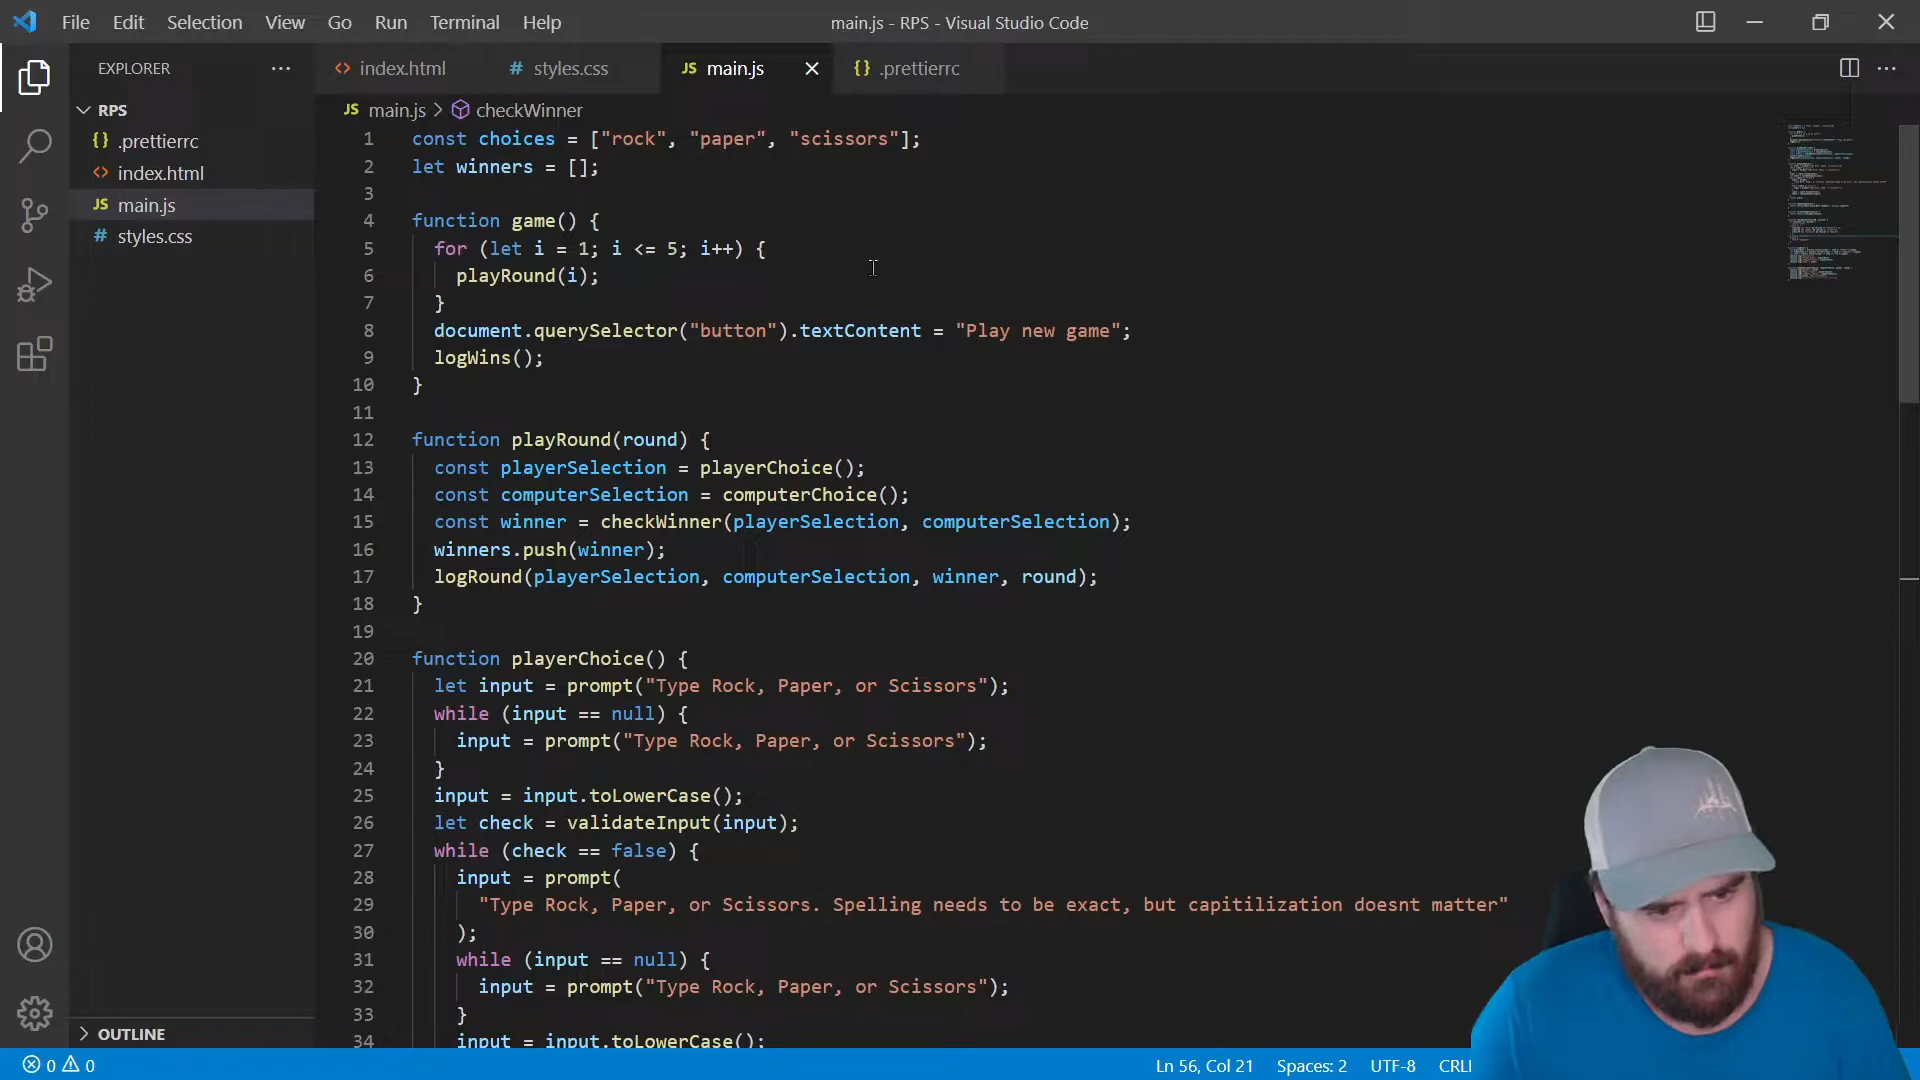 File Edit Selection View Go Run Terminal Help
main.js - RPS - Visual Studio Code
EXPLORER
RPS
.prettierrc
index.html
JS main.js
# styles.css
OUTLINE
index.html
# styles.css
JS main.js
{} .prettierrc
JS main.js > checkWinner
1 const choices = ["rock", "paper", "scissors"];
2 let winners = [];
3
4 function game() {
5 for (let i = 1; i <= 5; i++) {
6 playRound(i);
7 }
8 document.querySelector("button").textContent = "Play new game";
9 logWins();
10 }
11
12 function playRound(round) {
13 const playerSelection = playerChoice();
14 const computerSelection = computerChoice();
15 const winner = checkWinner(playerSelection, computerSelection);
16 winners.push(winner);
17 logRound(playerSelection, computerSelection, winner, round);
18 }
19
20 function playerChoice() {
21 let input = prompt("Type Rock, Paper, or Scissors");
22 while (input == null) {
23 input = prompt("Type Rock, Paper, or Scissors");
24 }
25 input = input.toLowerCase();
26 let check = validateInput(input);
27 while (check == false) {
28 input = prompt(
29 "Type Rock, Paper, or Scissors. Spelling needs to be exact, but capitilization doesnt matter"
30 );
31 while (input == null) {
32 input = prompt("Type Rock, Paper, or Scissors");
33 }
34 input = input.toLowerCase();
0 0
Ln 56, Col 21 Spaces: 2 UTF-8 CRL